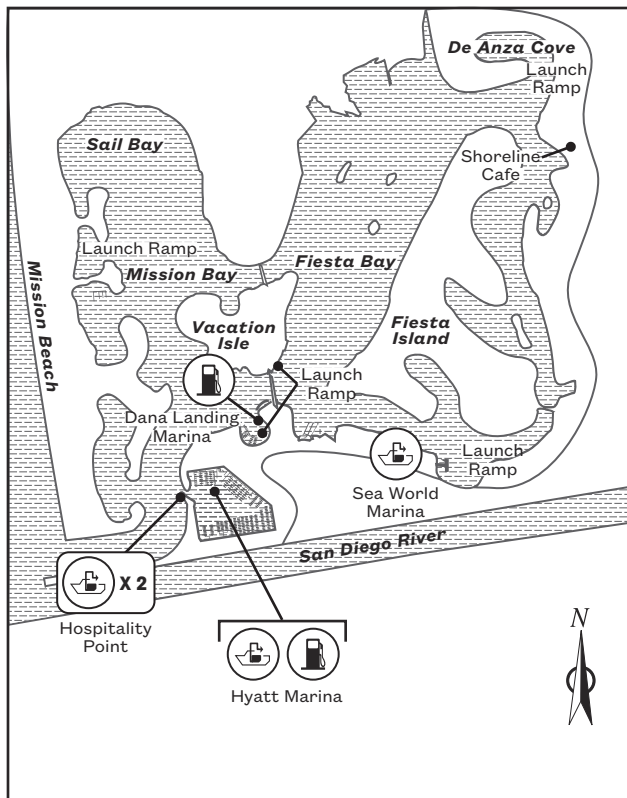 De Anza Cove
Launch
Ramp
Sail Bay
Shoreline
Cafe
Launch Ramp
Mission Bay
Fiesta Bay
Mission Beach
Vacation
Isle
Fiesta
Island
Launch
Ramp
Dana Landing
Marina
Launch
Ramp
Sea World
Marina
San Diego River
X 2
Hospitality
Point
Hyatt Marina
N